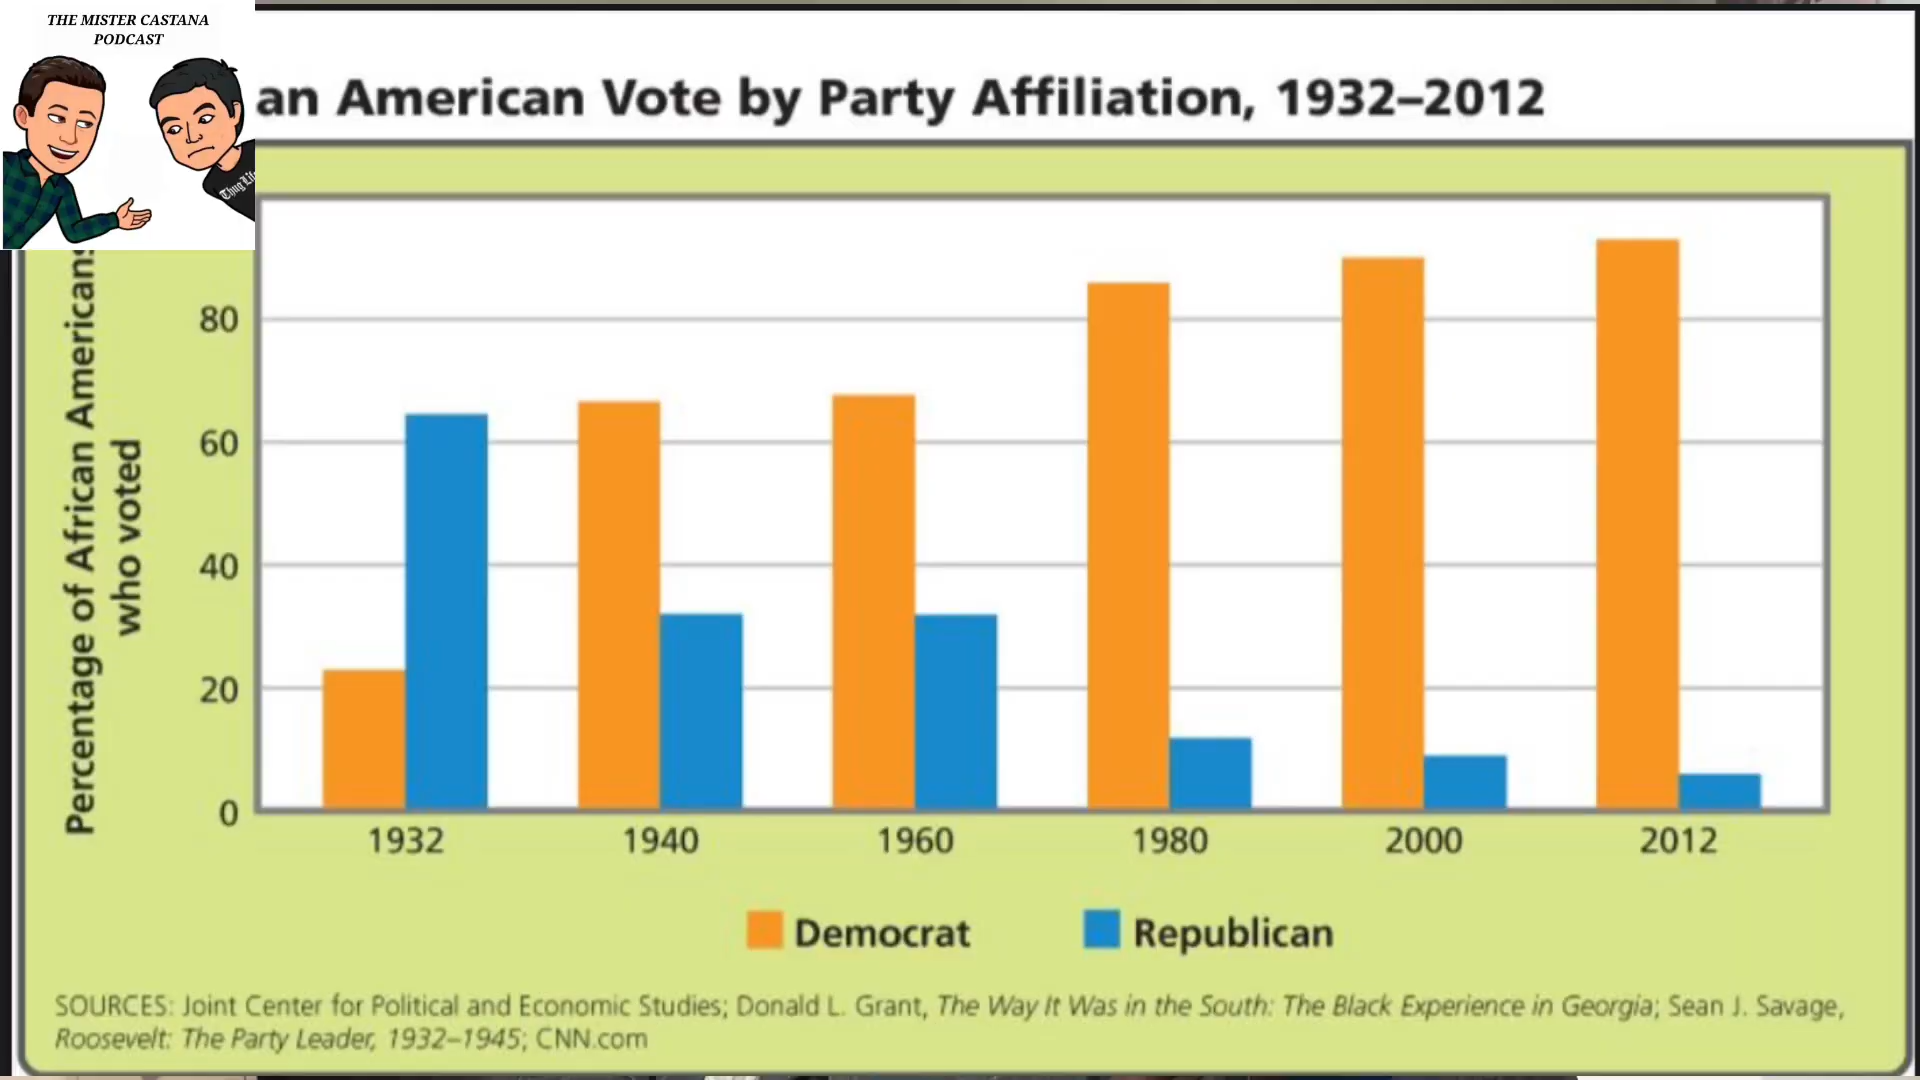 THE MISTER CASTANA
PODCAST
an American Vote by Party Affiliation, 1932–2012
Percentage of African Americans
who voted
80
60
40
20
0
1932 1940 1960 1980 2000 2012
Democrat Republican
SOURCES: Joint Center for Political and Economic Studies; Donald L. Grant, The Way It Was in the South: The Black Experience in Georgia; Sean J. Savage,
Roosevelt: The Party Leader, 1932–1945; CNN.com
Thug Life